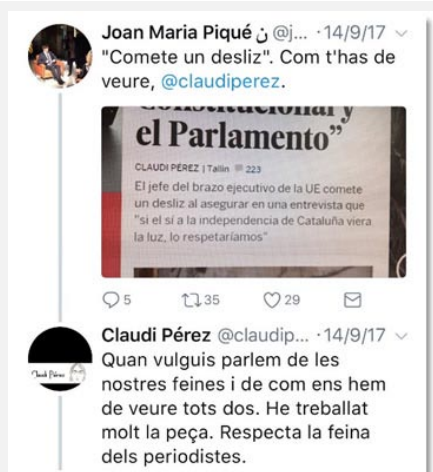 Joan Maria Piqué ن @j... · 14/9/17
"Comete un desliz". Com t'has de
veure, @claudiperez.
Constitucional y
el Parlamento”
CLAUDI PÉREZ | Tallin 223
El jefe del brazo ejecutivo de la UE comete
un desliz al asegurar en una entrevista que
"si el sí a la independencia de Cataluña viera
la luz, lo respetaríamos"
5 35 29
Claudi Pérez @claudip... · 14/9/17
Quan vulguis parlem de les
nostres feines i de com ens hem
de veure tots dos. He treballat
molt la peça. Respecta la feina
dels periodistes.